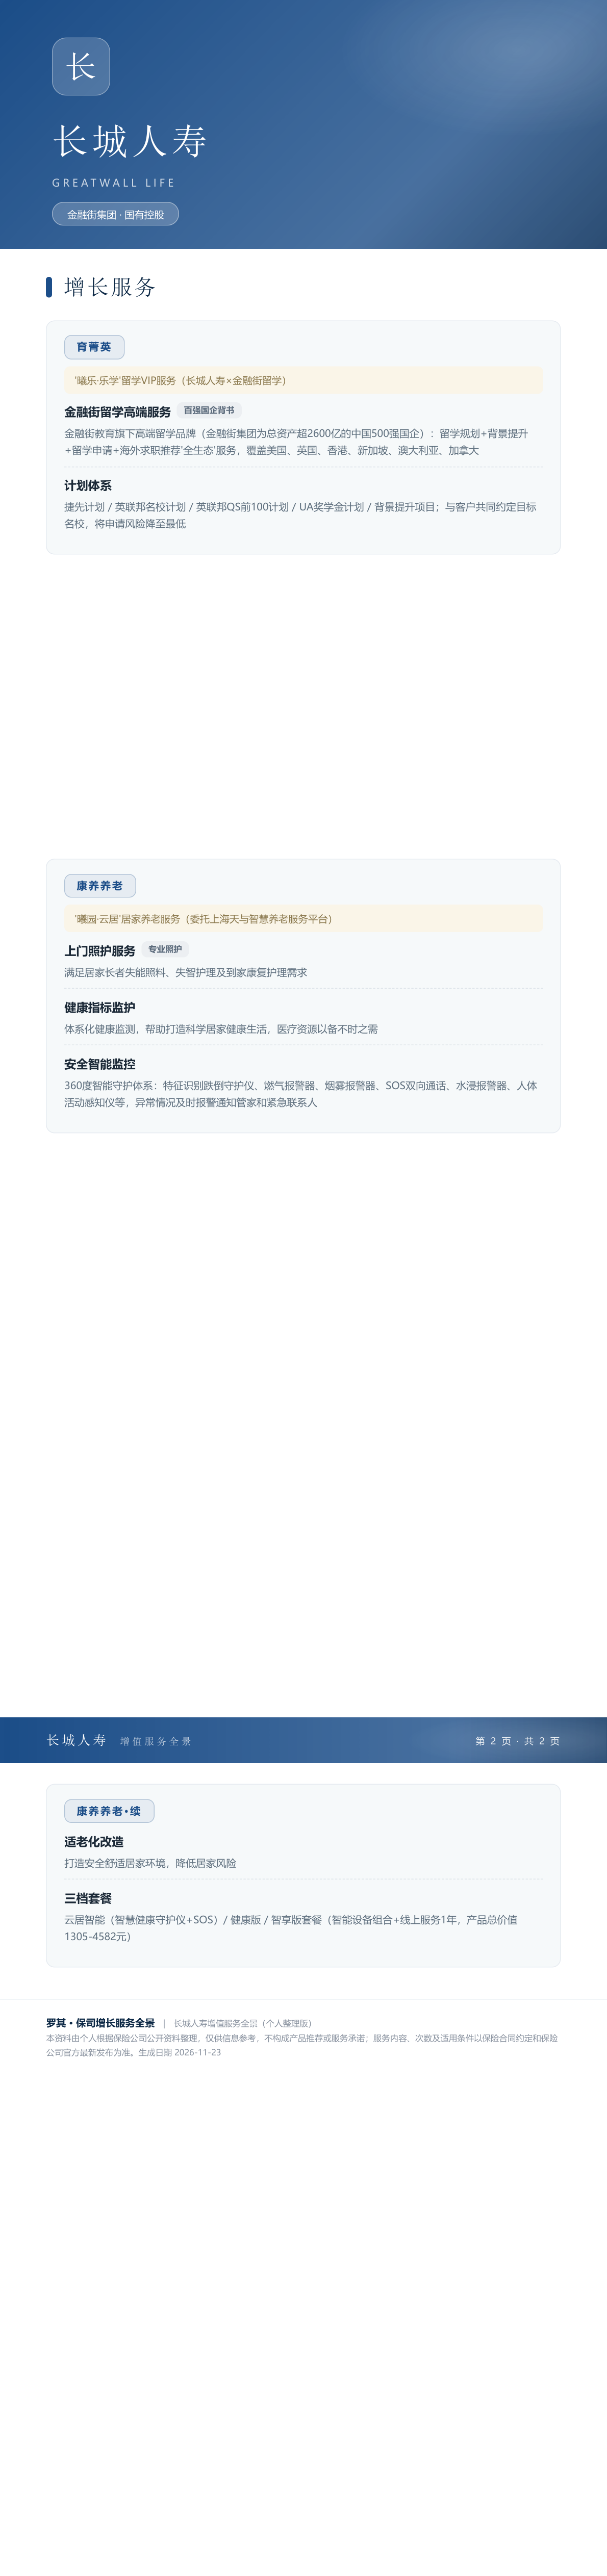 长
长城人寿
GREATWALL LIFE
金融街集团 · 国有控股
增长服务
育菁英
'曦乐·乐学'留学VIP服务（长城人寿×金融街留学）
金融街留学高端服务 百强国企背书
金融街教育旗下高端留学品牌（金融街集团为总资产超2600亿的中国500强国企）：留学规划+背景提升
+留学申请+海外求职推荐'全生态'服务，覆盖美国、英国、香港、新加坡、澳大利亚、加拿大
计划体系
捷先计划 / 英联邦名校计划 / 英联邦QS前100计划 / UA奖学金计划 / 背景提升项目；与客户共同约定目标
名校，将申请风险降至最低
康养养老
'曦园·云居'居家养老服务（委托上海天与智慧养老服务平台）
上门照护服务 专业照护
满足居家长者失能照料、失智护理及到家康复护理需求
健康指标监护
体系化健康监测，帮助打造科学居家健康生活，医疗资源以备不时之需
安全智能监控
360度智能守护体系：特征识别跌倒守护仪、燃气报警器、烟雾报警器、SOS双向通话、水浸报警器、人体
活动感知仪等，异常情况及时报警通知管家和紧急联系人
长城人寿 增值服务全景 第 2 页 · 共 2 页
康养养老•续
适老化改造
打造安全舒适居家环境，降低居家风险
三档套餐
云居智能（智慧健康守护仪+SOS）/ 健康版 / 智享版套餐（智能设备组合+线上服务1年，产品总价值
1305-4582元）
罗其 • 保司增长服务全景 | 长城人寿增值服务全景（个人整理版）
本资料由个人根据保险公司公开资料整理，仅供信息参考，不构成产品推荐或服务承诺；服务内容、次数及适用条件以保险合同约定和保险
公司官方最新发布为准。生成日期 2026-11-23